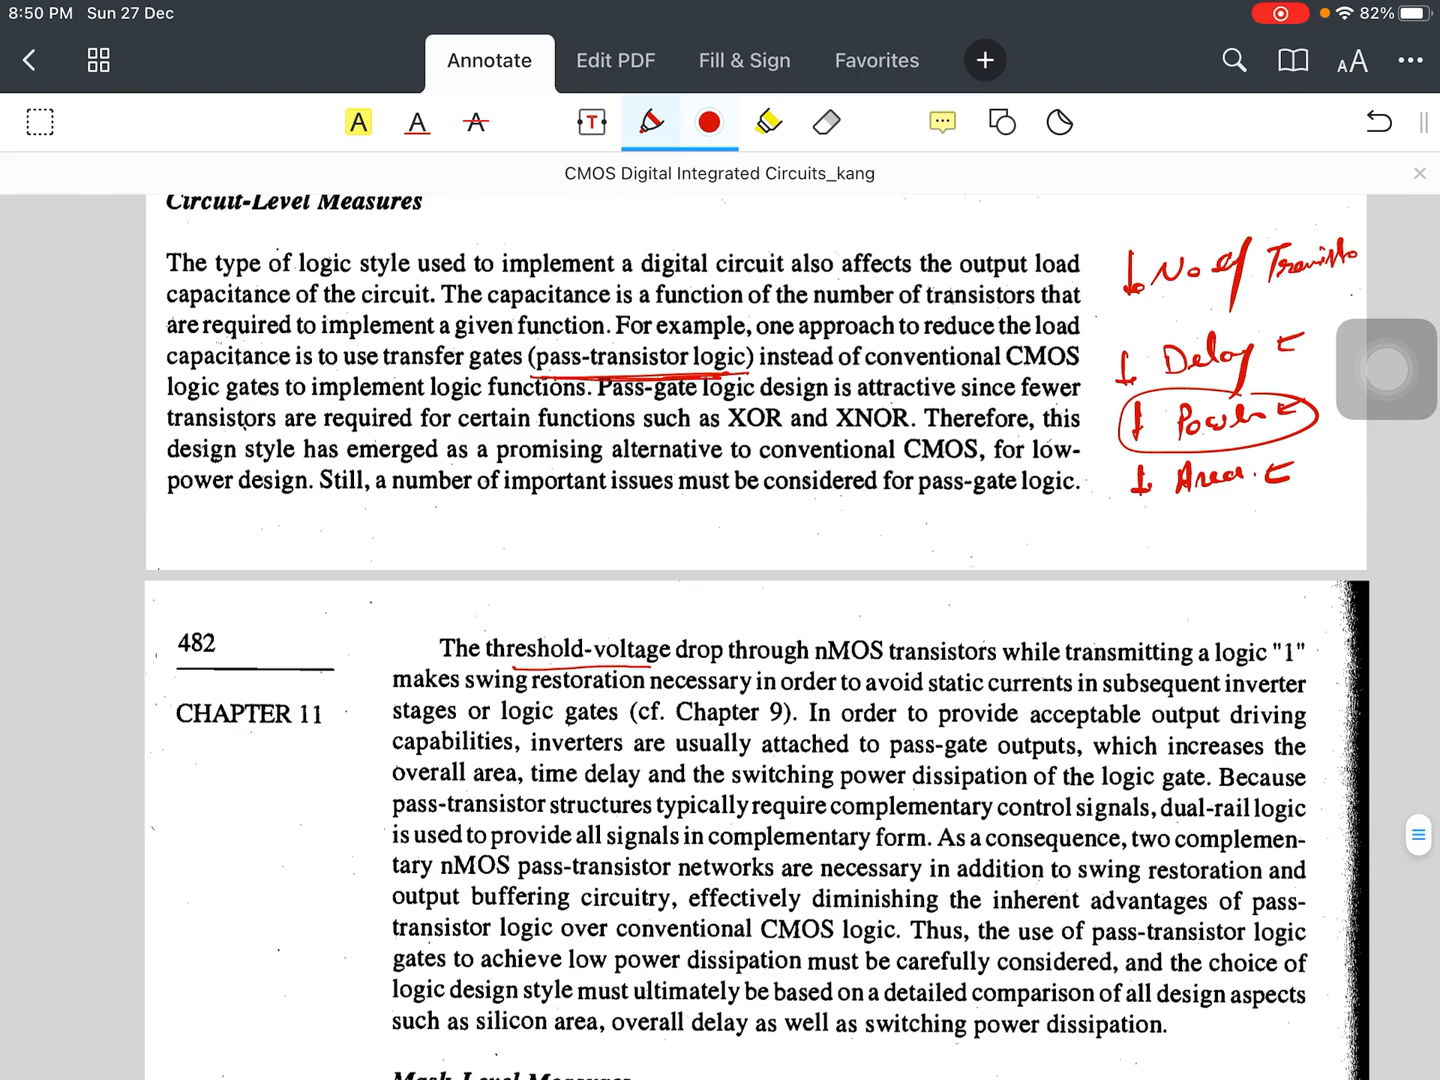 8:50 PM Sun 27 Dec
82%
Annotate
Edit PDF
Fill & Sign
Favorites
AA
A A A T
CMOS Digital Integrated Circuits_kang
Circuit-Level Measures
The type of logic style used to implement a digital circuit also affects the output load
capacitance of the circuit. The capacitance is a function of the number of transistors that
are required to implement a given function. For example, one approach to reduce the load
capacitance is to use transfer gates (pass-transistor logic) instead of conventional CMOS
logic gates to implement logic functions. Pass-gate logic design is attractive since fewer
transistors are required for certain functions such as XOR and XNOR. Therefore, this
design style has emerged as a promising alternative to conventional CMOS, for low-
power design. Still, a number of important issues must be considered for pass-gate logic.
↓ No of
↓ Delay
↓ Power
↓ Area.
482
CHAPTER 11
The threshold-voltage drop through nMOS transistors while transmitting a logic "1"
makes swing restoration necessary in order to avoid static currents in subsequent inverter
stages or logic gates (cf. Chapter 9). In order to provide acceptable output driving
capabilities, inverters are usually attached to pass-gate outputs, which increases the
overall area, time delay and the switching power dissipation of the logic gate. Because
pass-transistor structures typically require complementary control signals, dual-rail logic
is used to provide all signals in complementary form. As a consequence, two complemen-
tary nMOS pass-transistor networks are necessary in addition to swing restoration and
output buffering circuitry, effectively diminishing the inherent advantages of pass-
transistor logic over conventional CMOS logic. Thus, the use of pass-transistor logic
gates to achieve low power dissipation must be carefully considered, and the choice of
logic design style must ultimately be based on a detailed comparison of all design aspects
such as silicon area, overall delay as well as switching power dissipation.
Mask-Level Measures